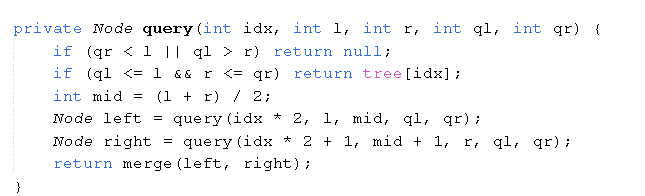 private Node query(int idx, int l, int r, int ql, int qr) {
    if (qr < l || ql > r) return null;
    if (ql <= l && r <= qr) return tree[idx];
    int mid = (l + r) / 2;
    Node left = query(idx * 2, l, mid, ql, qr);
    Node right = query(idx * 2 + 1, mid + 1, r, ql, qr);
    return merge(left, right);
}